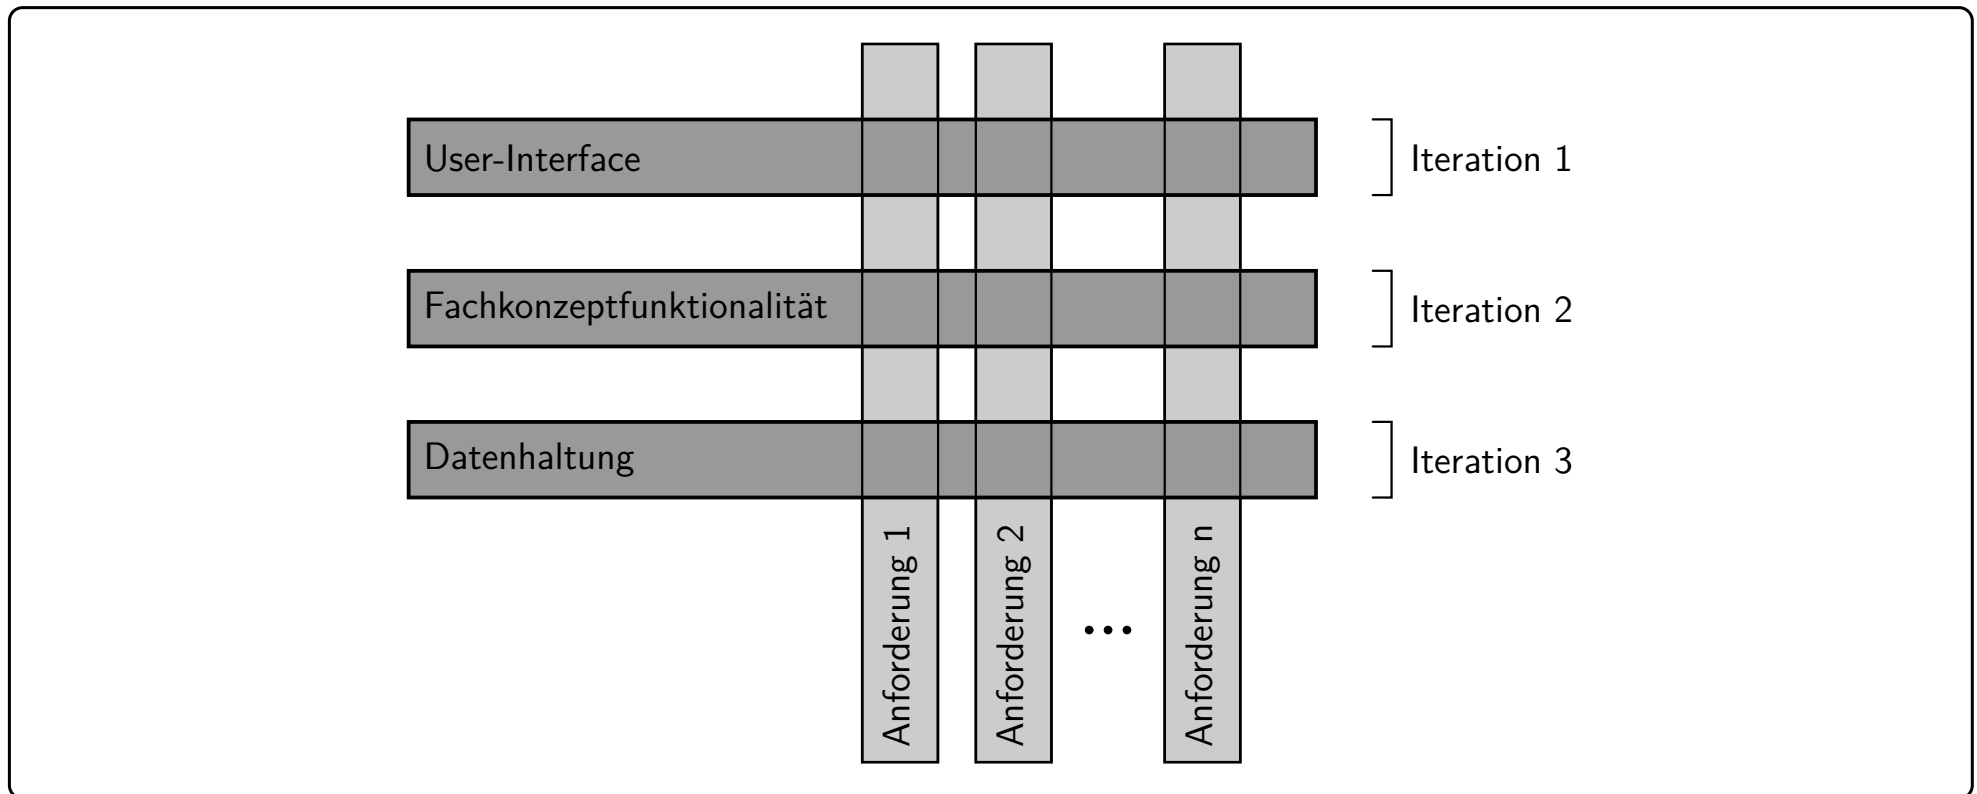 User-Interface
Iteration 1
Fachkonzeptfunktionalität
Iteration 2
Datenhaltung
Iteration 3
Anforderung 1
Anforderung 2
...
Anforderung n